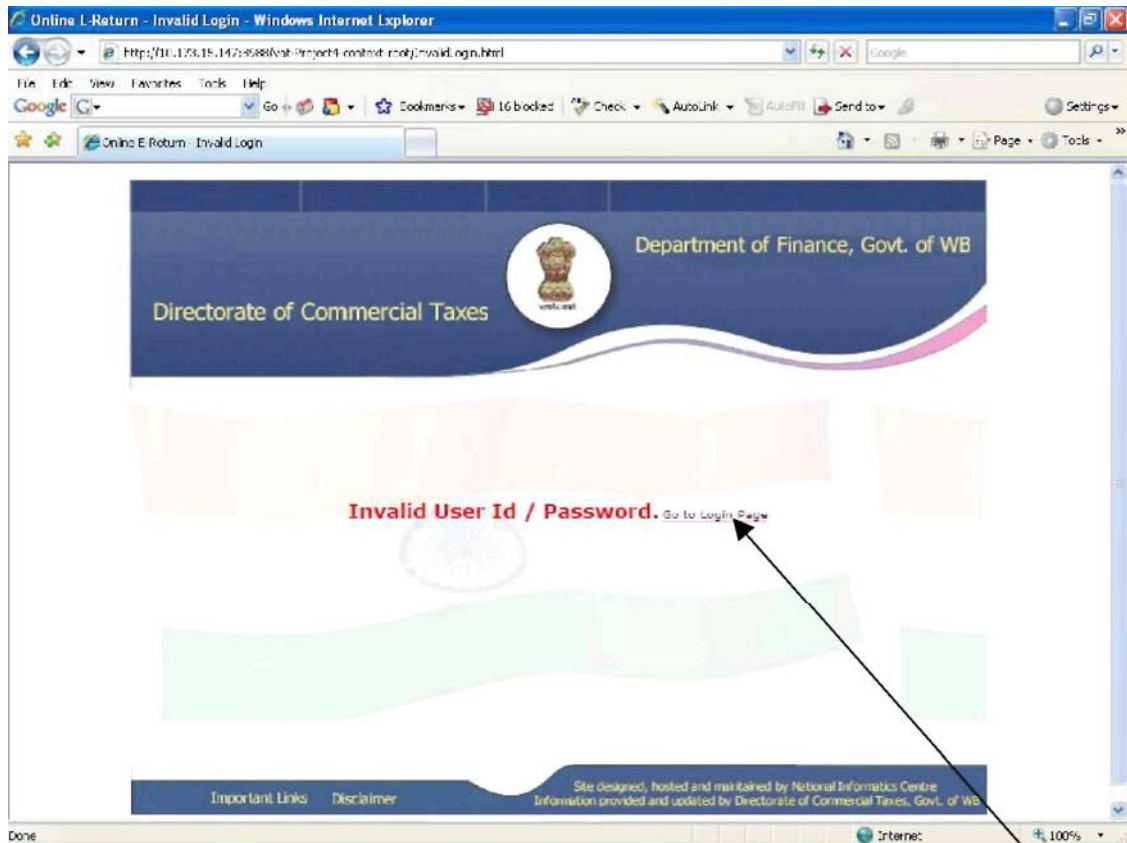 Online E-Return - Invalid Login - Windows Internet Explorer
Google
File Edit View Favorites Tools Help
Google G Go Bookmarks 16 blocked Check AutoLink AutoFill Send to Settings
Online E-Return - Invalid Login Page Tools »
Department of Finance, Govt. of WB
Directorate of Commercial Taxes
Invalid User Id / Password. Go to Login Page
Site designed, hosted and maintained by National Informatics Centre
Important Links Disclaimer Information provided and updated by Directorate of Commercial Taxes, Govt. of WB
Done Internet 100%